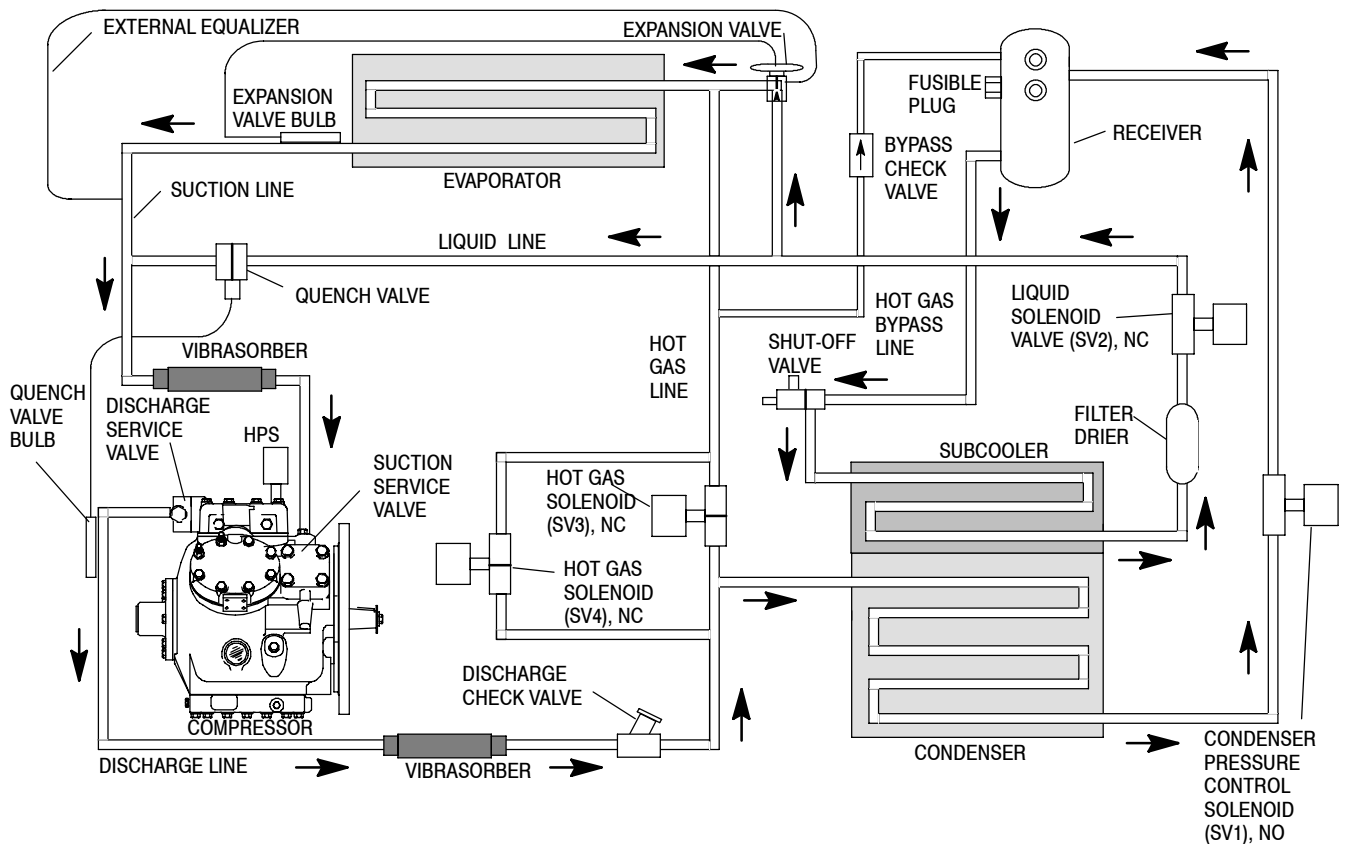 EXTERNAL EQUALIZER
EXPANSION VALVE
EXPANSION
VALVE BULB
FUSIBLE
PLUG
RECEIVER
BYPASS
CHECK
VALVE
EVAPORATOR
SUCTION LINE
LIQUID LINE
QUENCH VALVE
HOT GAS
BYPASS
LINE
LIQUID
SOLENOID
VALVE (SV2), NC
SHUT-OFF
VALVE
HOT
GAS
LINE
VIBRASORBER
QUENCH
VALVE
BULB
DISCHARGE
SERVICE
VALVE
HPS
SUCTION
SERVICE
VALVE
FILTER
DRIER
SUBCOOLER
HOT GAS
SOLENOID
(SV3), NC
HOT GAS
SOLENOID
(SV4), NC
DISCHARGE
CHECK VALVE
COMPRESSOR
DISCHARGE LINE
VIBRASORBER
CONDENSER
CONDENSER
PRESSURE
CONTROL
SOLENOID
(SV1), NO